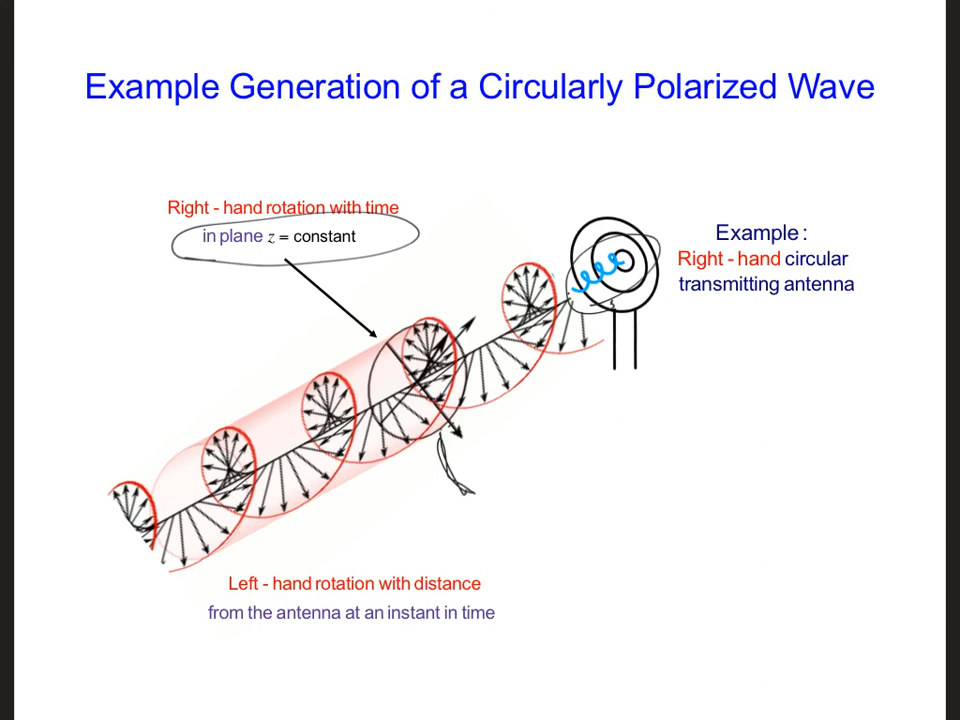 Example Generation of a Circularly Polarized Wave
Right - hand rotation with time
in plane z = constant
Example :
Right - hand circular
transmitting antenna
Left - hand rotation with distance
from the antenna at an instant in time